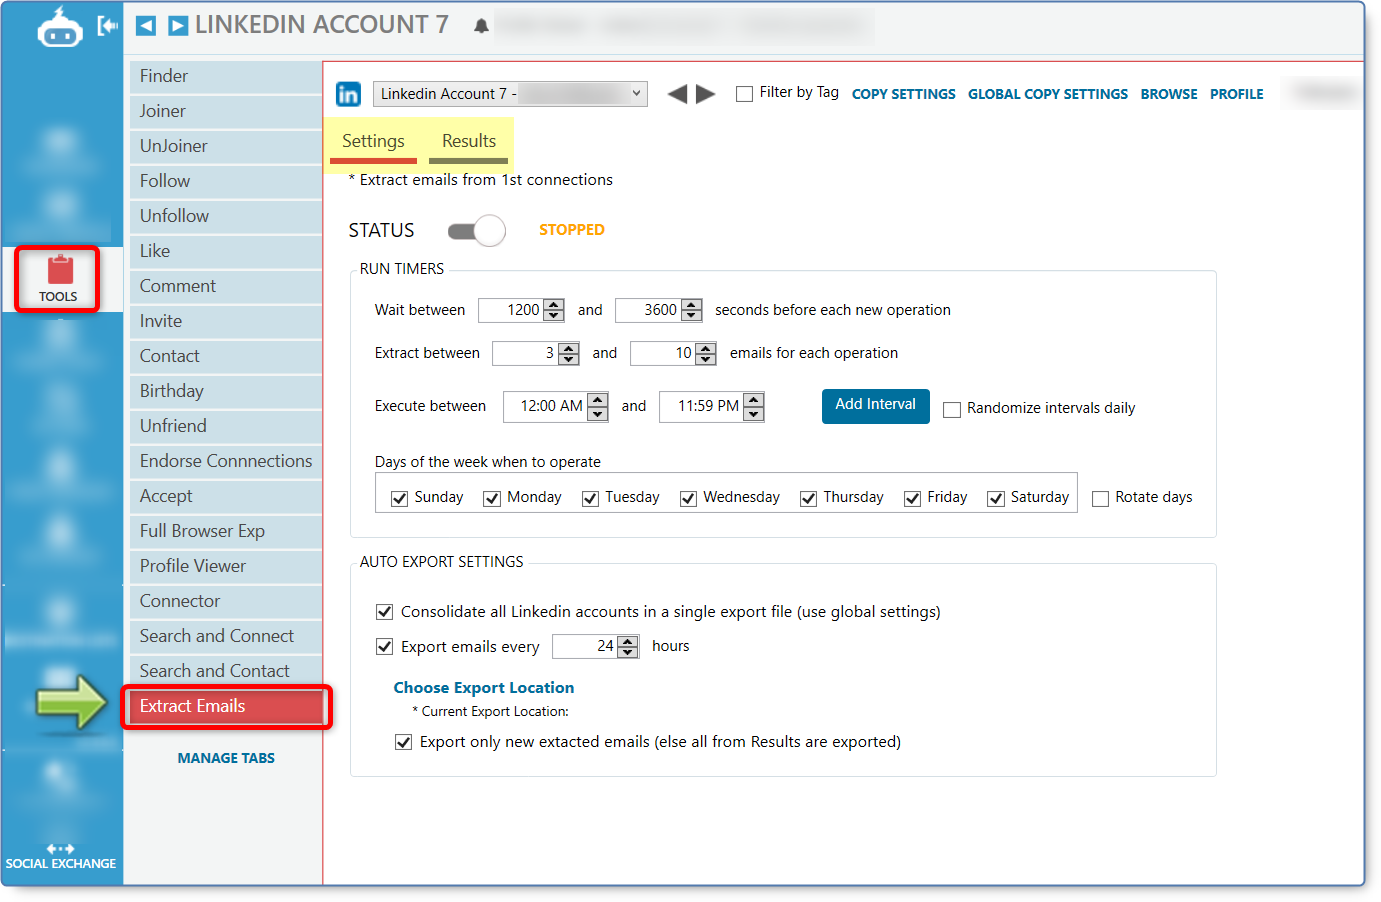 LINKEDIN ACCOUNT 7
Finder
Joiner
UnJoiner
Follow
Unfollow
Like
Comment
Invite
Contact
Birthday
Unfriend
Endorse Connnections
Accept
Full Browser Exp
Profile Viewer
Connector
Search and Connect
Search and Contact
Extract Emails
MANAGE TABS
TOOLS
SOCIAL EXCHANGE
in Linkedin Account 7 - Filter by Tag COPY SETTINGS GLOBAL COPY SETTINGS BROWSE PROFILE
Settings Results
* Extract emails from 1st connections
STATUS STOPPED
RUN TIMERS
Wait between 1200 and 3600 seconds before each new operation
Extract between 3 and 10 emails for each operation
Execute between 12:00 AM and 11:59 PM Add Interval Randomize intervals daily
Days of the week when to operate
Sunday Monday Tuesday Wednesday Thursday Friday Saturday Rotate days
AUTO EXPORT SETTINGS
Consolidate all Linkedin accounts in a single export file (use global settings)
Export emails every 24 hours
Choose Export Location
* Current Export Location:
Export only new extacted emails (else all from Results are exported)